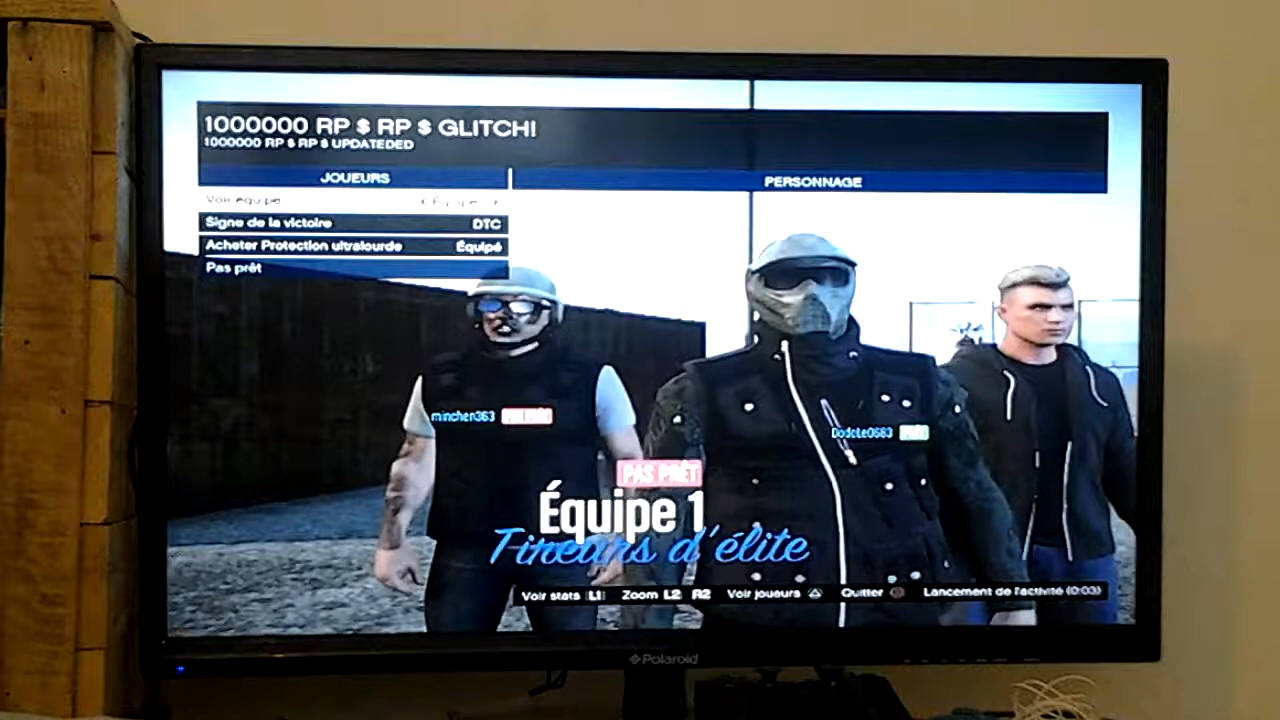 1000000 RP $ RP $ GLITCH!
1000000 RP $ RP $ UPDATEDED
JOUEURS
PERSONNAGE
Voir équipe
Signe de la victoire DTC
Acheter Protection ultralourde Équipé
Pas prêt
minchen363
Dodote0683 PRÊT
PAS PRÊT
Équipe 1
Tireurs d'élite
Voir stats L1 Zoom L2 R2 Voir joueurs Quitter Lancement de l'activité (0:03)
Polaroid